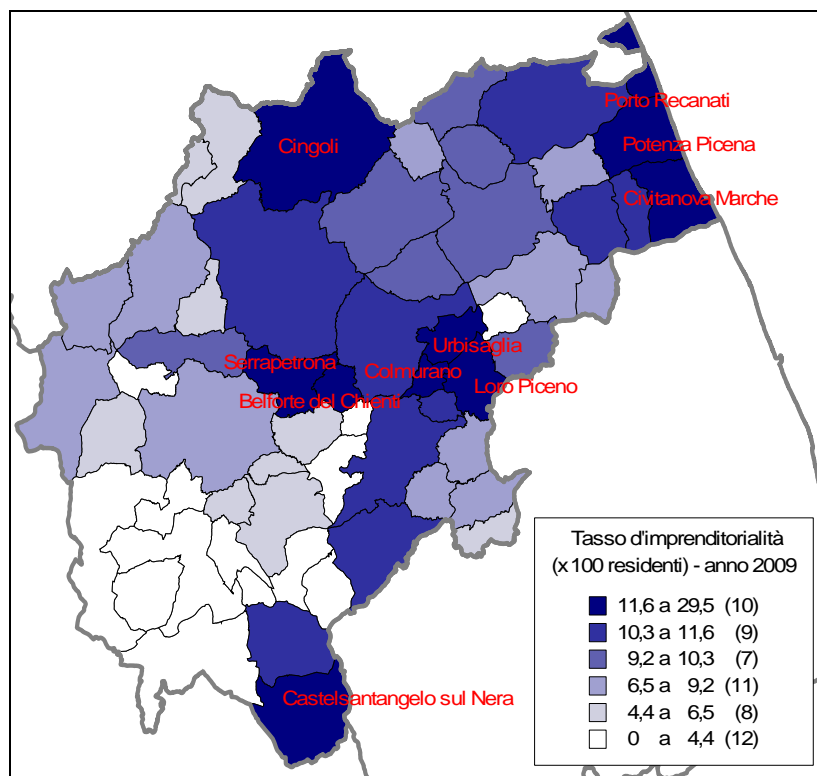 Porto Recanati
Cingoli
Potenza Picena
Civitanova Marche
Urbisaglia
Serrapetrona
Colmurano
Loro Piceno
Belforte del Chienti
Castelsantangelo sul Nera
Tasso d'imprenditorialità
(x 100 residenti) - anno 2009
11,6 a 29,5 (10)
10,3 a 11,6 (9)
9,2 a 10,3 (7)
6,5 a 9,2 (11)
4,4 a 6,5 (8)
0 a 4,4 (12)